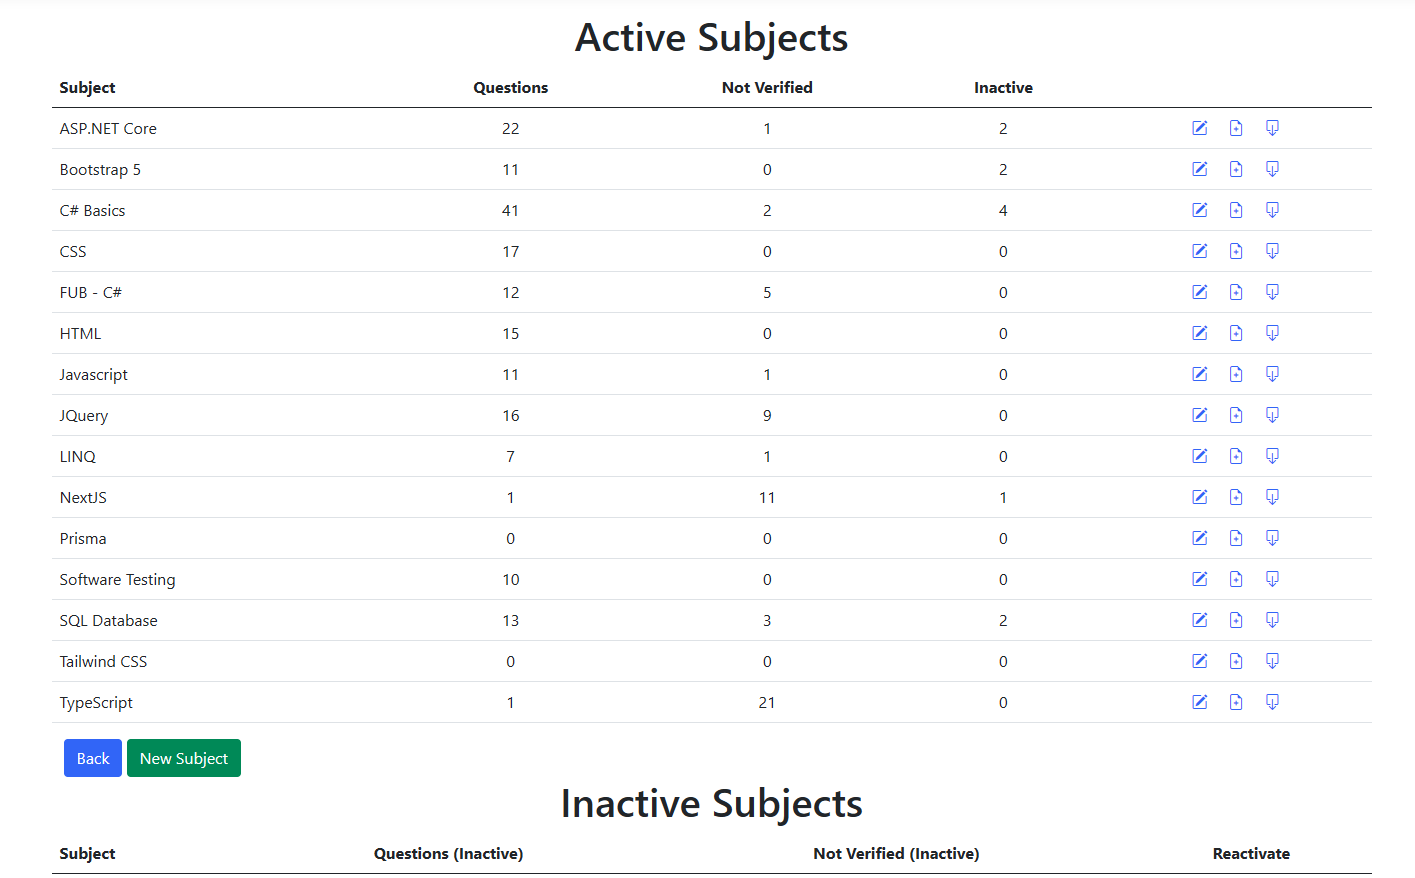 Active Subjects
Subject Questions Not Verified Inactive
ASP.NET Core 22 1 2
Bootstrap 5 11 0 2
C# Basics 41 2 4
CSS 17 0 0
FUB - C# 12 5 0
HTML 15 0 0
Javascript 11 1 0
JQuery 16 9 0
LINQ 7 1 0
NextJS 1 11 1
Prisma 0 0 0
Software Testing 10 0 0
SQL Database 13 3 2
Tailwind CSS 0 0 0
TypeScript 1 21 0
Back New Subject
Inactive Subjects
Subject Questions (Inactive) Not Verified (Inactive) Reactivate